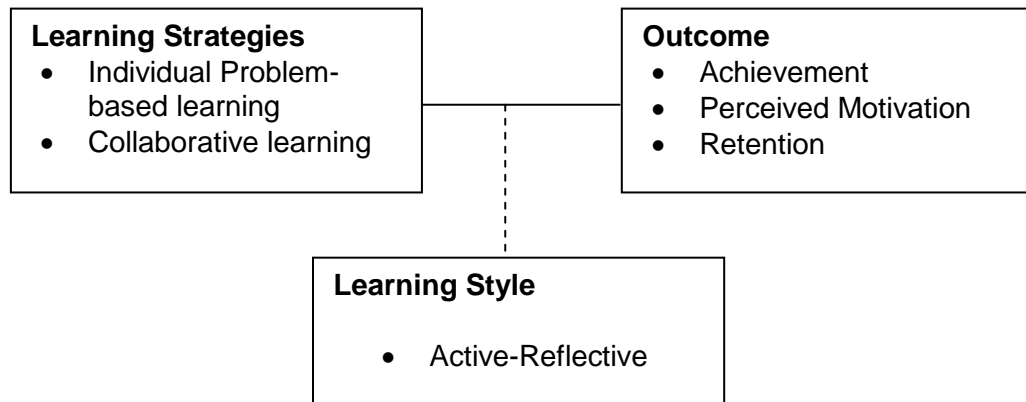 Learning Strategies
• Individual Problem-
based learning
• Collaborative learning
Outcome
• Achievement
• Perceived Motivation
• Retention
Learning Style
• Active-Reflective